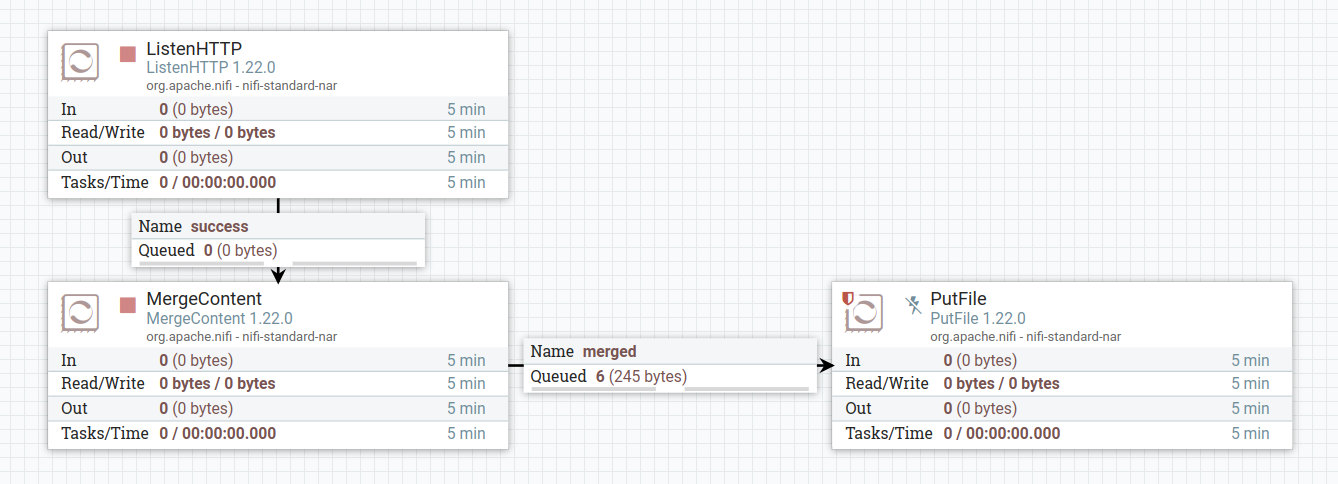 ListenHTTP
ListenHTTP 1.22.0
org.apache.nifi - nifi-standard-nar
In 0 (0 bytes) 5 min
Read/Write 0 bytes / 0 bytes 5 min
Out 0 (0 bytes) 5 min
Tasks/Time 0 / 00:00:00.000 5 min
Name success
Queued 0 (0 bytes)
MergeContent
MergeContent 1.22.0
org.apache.nifi - nifi-standard-nar
In 0 (0 bytes) 5 min
Read/Write 0 bytes / 0 bytes 5 min
Out 0 (0 bytes) 5 min
Tasks/Time 0 / 00:00:00.000 5 min
Name merged
Queued 6 (245 bytes)
PutFile
PutFile 1.22.0
org.apache.nifi - nifi-standard-nar
In 0 (0 bytes) 5 min
Read/Write 0 bytes / 0 bytes 5 min
Out 0 (0 bytes) 5 min
Tasks/Time 0 / 00:00:00.000 5 min